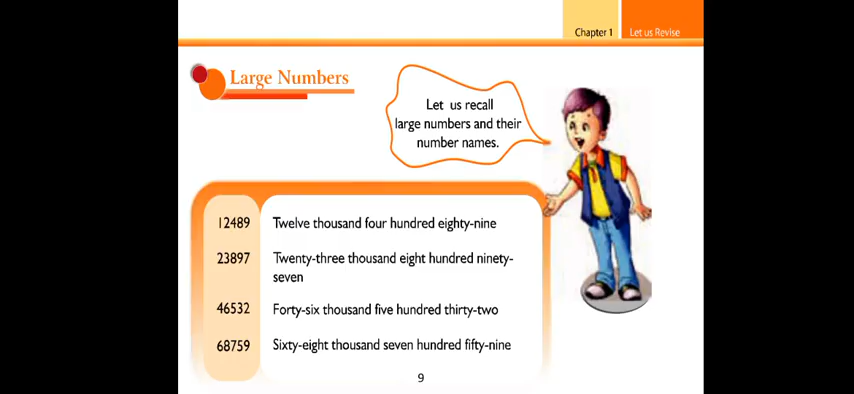 Chapter 1 Let us Revise
Large Numbers
Let us recall
large numbers and their
number names.
12489 Twelve thousand four hundred eighty-nine
23897 Twenty-three thousand eight hundred ninety-
seven
46532 Forty-six thousand five hundred thirty-two
68759 Sixty-eight thousand seven hundred fifty-nine
9